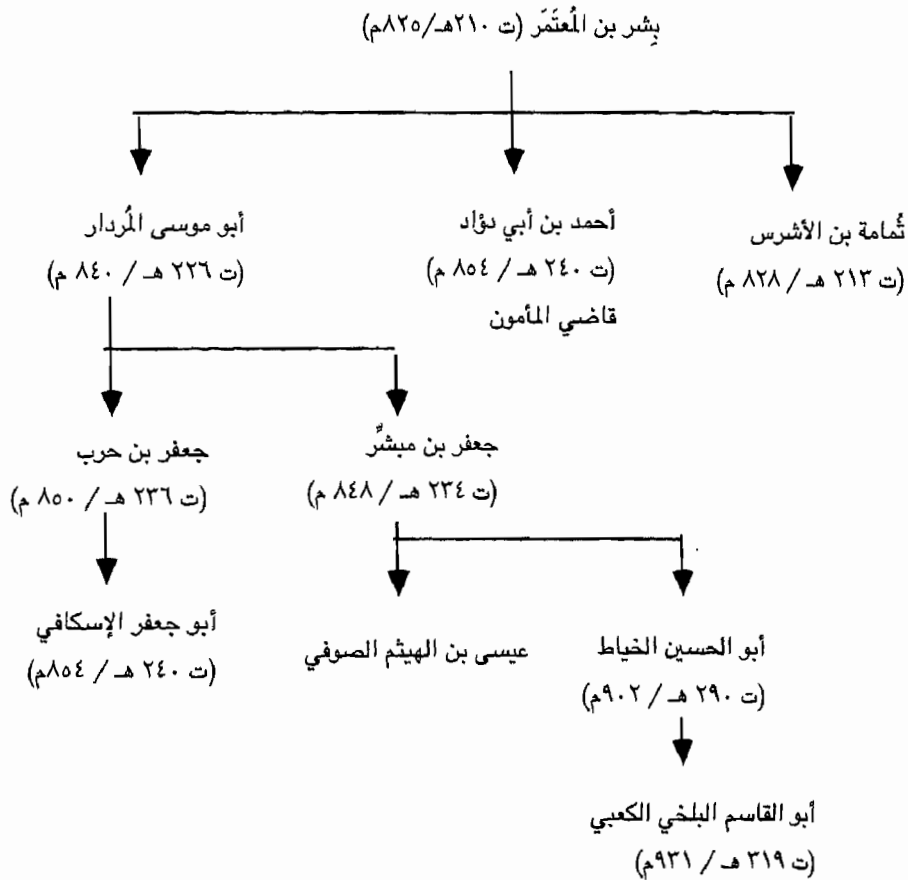 بِشر بن المُعتَمَر (ت ٢١٠هـ/٨٢٥م)
ثُمامة بن الأشرس
(ت ٢١٣ هـ / ٨٢٨ م)
أحمد بن أبي دؤاد
(ت ٢٤٠ هـ / ٨٥٤ م)
قاضي المأمون
أبو موسى المُردار
(ت ٢٢٦ هـ / ٨٤٠ م)
جعفر بن مبشِّر
(ت ٢٣٤ هـ / ٨٤٨ م)
جعفر بن حرب
(ت ٢٣٦ هـ / ٨٥٠ م)
أبو الحسين الخياط
(ت ٢٩٠ هـ / ٩٠٢م)
عيسى بن الهيثم الصوفي
أبو جعفر الإسكافي
(ت ٢٤٠ هـ / ٨٥٤م)
أبو القاسم البلخي الكعبي
(ت ٣١٩ هـ / ٩٣١م)